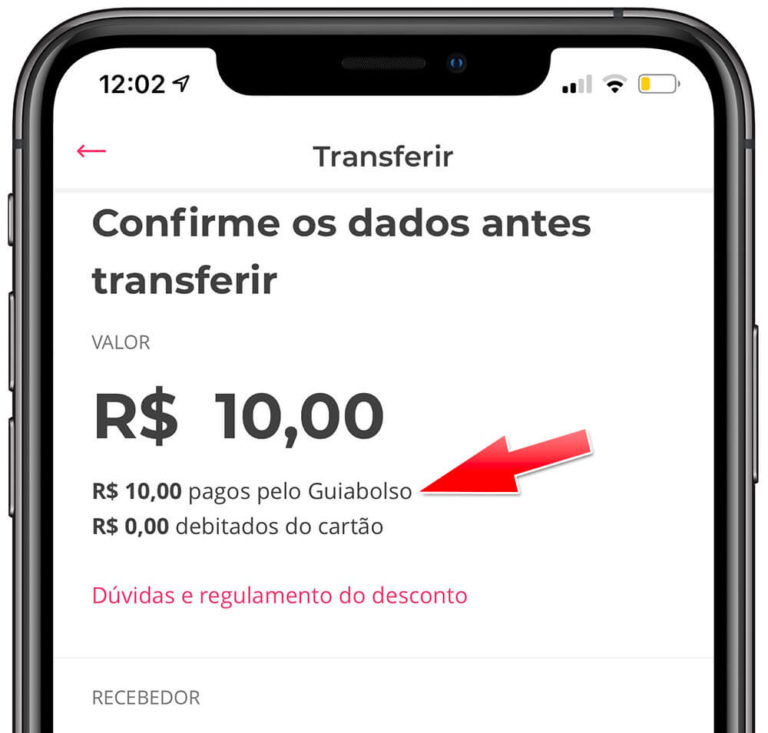 12:02
Transferir
Confirme os dados antes
transferir
VALOR
R$ 10,00
R$ 10,00 pagos pelo Guiabolso
R$ 0,00 debitados do cartão
Dúvidas e regulamento do desconto
RECEBEDOR